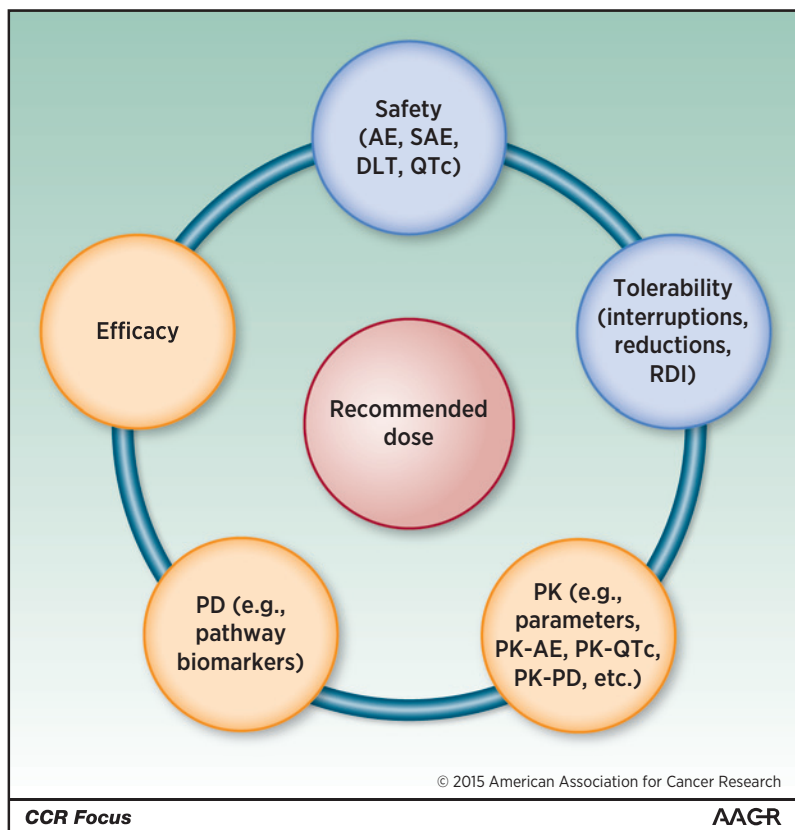 Safety
(AE, SAE,
DLT, QTc)
Tolerability
(interruptions,
reductions,
RDI)
Efficacy
Recommended
dose
PD (e.g.,
pathway
biomarkers)
PK (e.g.,
parameters,
PK-AE, PK-QTc,
PK-PD, etc.)
© 2015 American Association for Cancer Research
CCR Focus
AACR